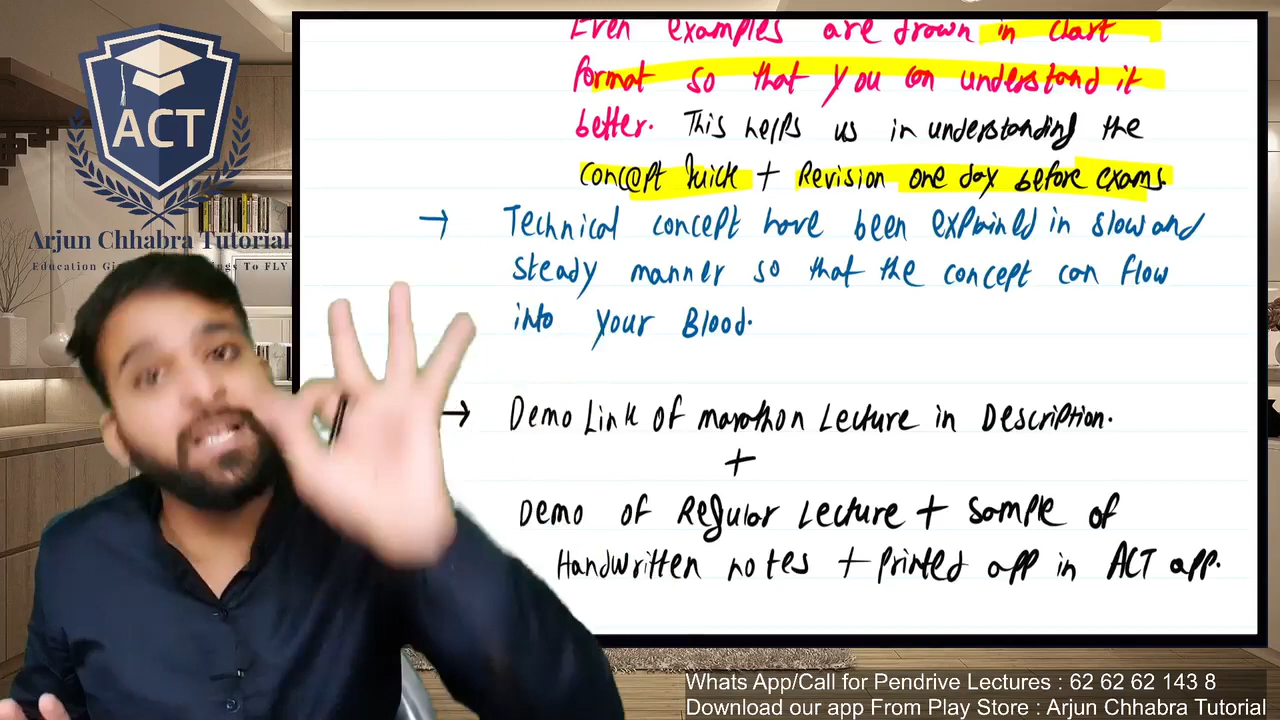 ACT
Arjun Chhabra Tutorial
Even examples are drown in chart
format so that you can understand it
better. This helps us in understanding the
concept Quick + Revision one day before exams.
→ Technical concept have been explained in slow and
steady manner so that the concept can flow
into your Blood.
→ Demo Link of marathon Lecture in Description.
+
Demo of Regular Lecture + Sample of
Handwritten notes + printed app in ACT app.
Whats App/Call for Pendrive Lectures : 62 62 62 143 8
Download our app From Play Store : Arjun Chhabra Tutorial